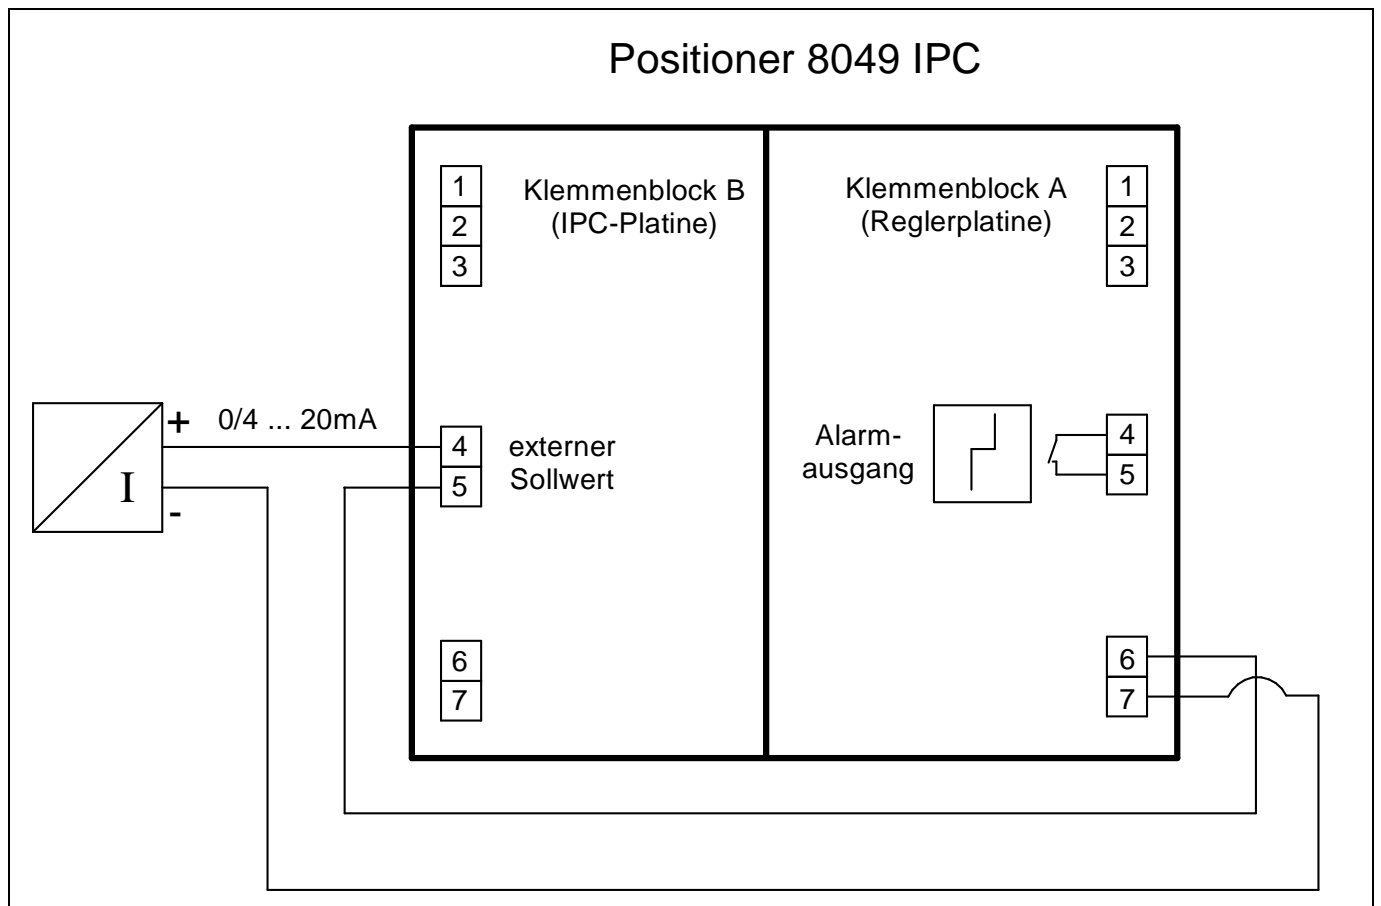 Positioner 8049 IPC
1
2
3
Klemmenblock B
(IPC-Platine)
Klemmenblock A
(Reglerplatine)
1
2
3
+
0/4 ... 20mA
I
-
4
5
externer
Sollwert
Alarm-
ausgang
4
5
6
7
6
7